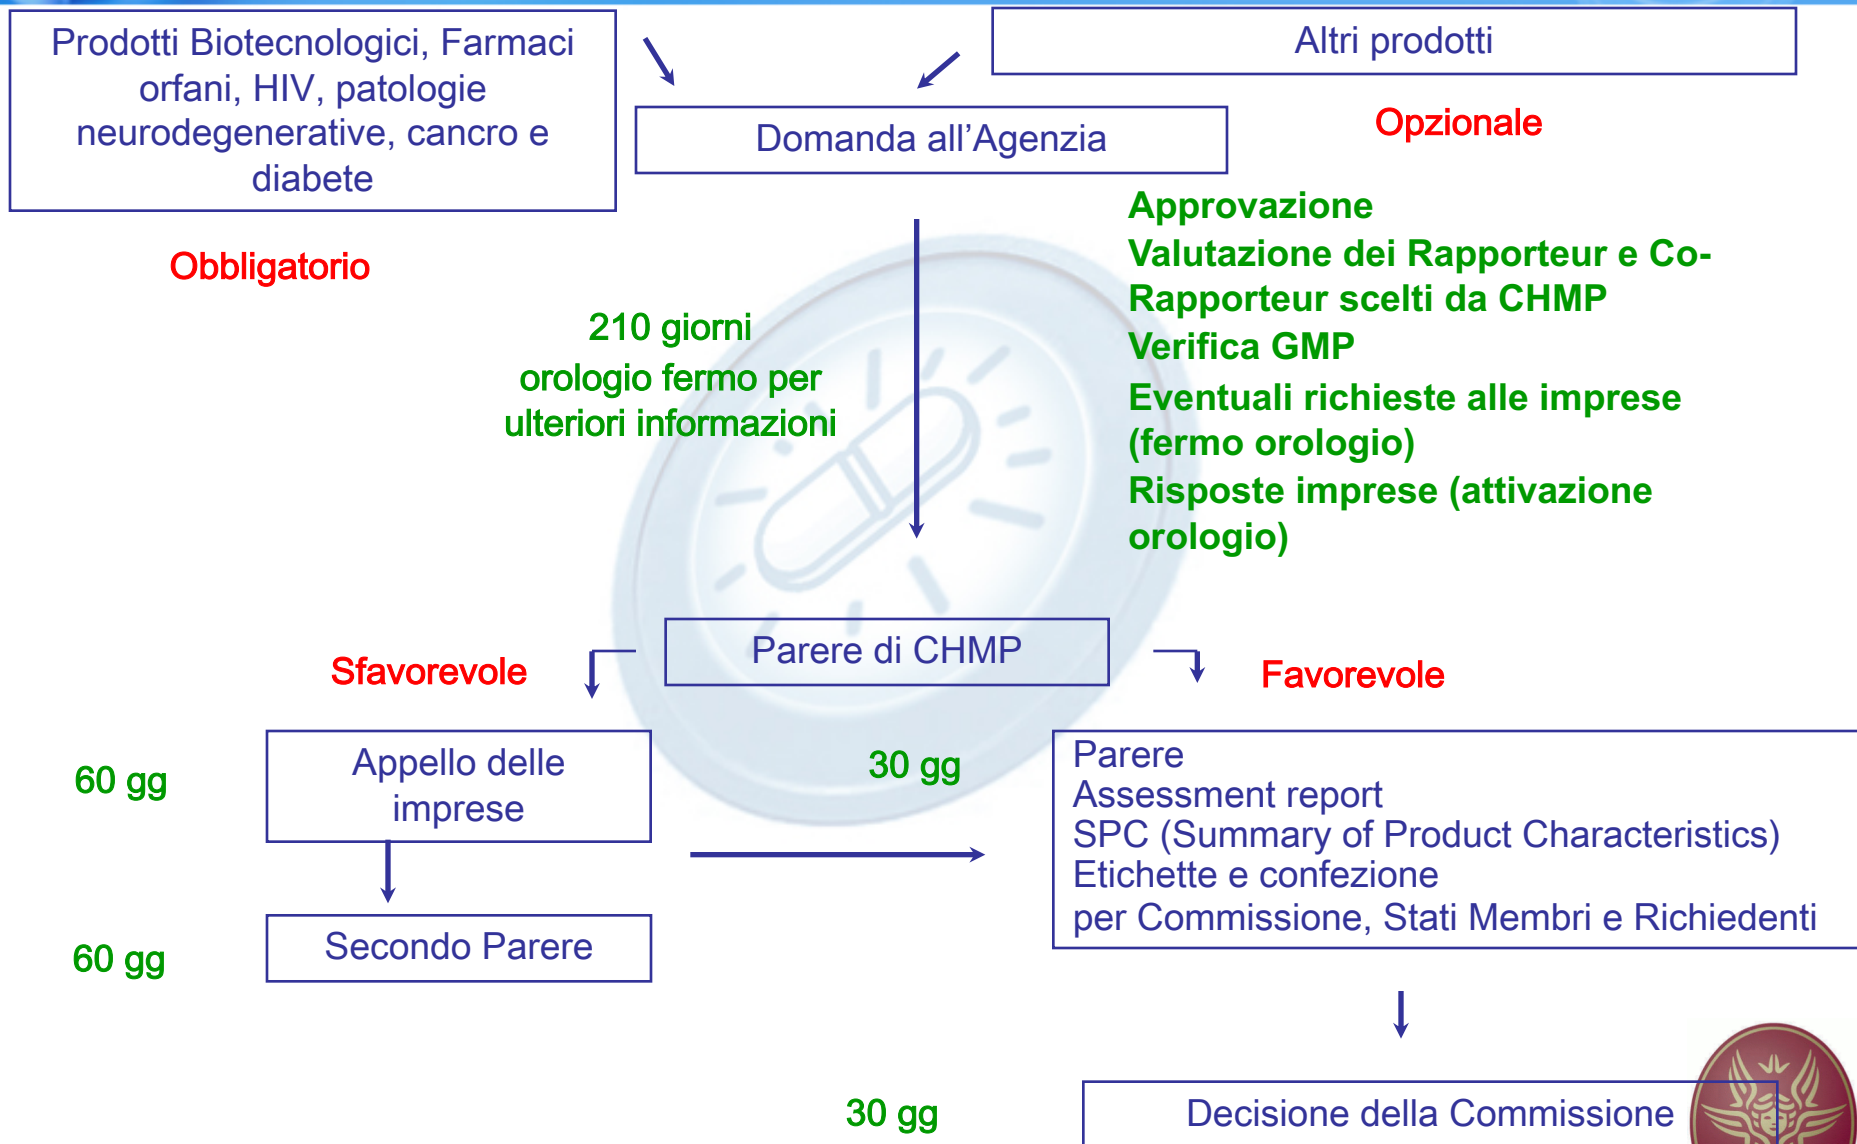 Prodotti Biotecnologici, Farmaci
orfani, HIV, patologie
neurodegenerative, cancro e
diabete
Altri prodotti
Domanda all'Agenzia
Opzionale
Obbligatorio
Approvazione
Valutazione dei Rapporteur e Co-
Rapporteur scelti da CHMP
Verifica GMP
Eventuali richieste alle imprese
(fermo orologio)
Risposte imprese (attivazione
orologio)
210 giorni
orologio fermo per
ulteriori informazioni
Parere di CHMP
Sfavorevole
Favorevole
60 gg
Appello delle
imprese
30 gg
Parere
Assessment report
SPC (Summary of Product Characteristics)
Etichette e confezione
per Commissione, Stati Membri e Richiedenti
60 gg
Secondo Parere
30 gg
Decisione della Commissione